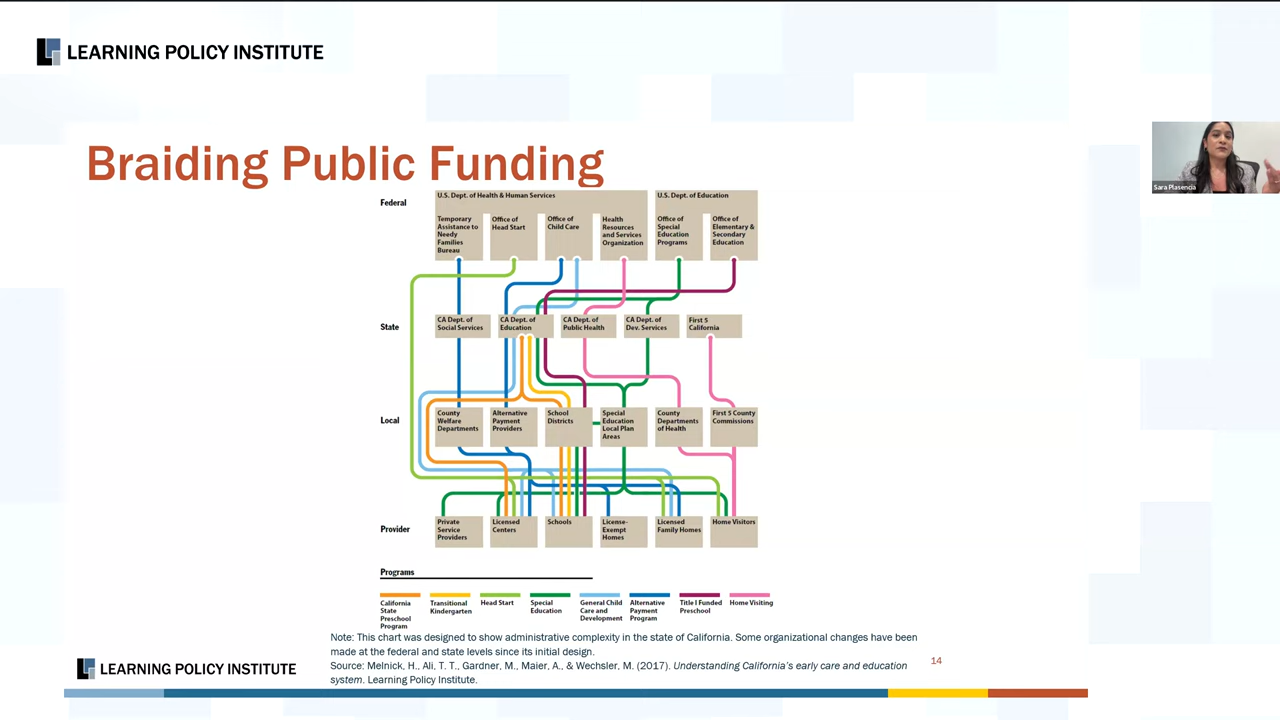 LEARNING POLICY INSTITUTE
Braiding Public Funding
Sara Plasencia
Federal
U.S. Dept. of Health & Human Services
U.S. Dept. of Education
Temporary
Assistance to
Needy
Families
Bureau
Office of
Head Start
Office of
Child Care
Health
Resources
and Services
Organization
Office of
Special
Education
Programs
Office of
Elementary &
Secondary
Education
State
CA Dept. of
Social Services
CA Dept. of
Education
CA Dept. of
Public Health
CA Dept. of
Dev. Services
First 5
California
Local
County
Welfare
Departments
Alternative
Payment
Providers
School
Districts
Special
Education
Local Plan
Areas
County
Departments
of Health
First 5 County
Commissions
Provider
Private
Service
Providers
Licensed
Centers
Schools
License-
Exempt
Homes
Licensed
Family Homes
Home Visitors
Programs
California
State
Preschool
Program
Transitional
Kindergarten
Head Start
Special
Education
General Child
Care and
Development
Alternative
Payment
Program
Title I Funded
Preschool
Home Visiting
Note: This chart was designed to show administrative complexity in the state of California. Some organizational changes have been
made at the federal and state levels since its initial design.
Source: Melnick, H., Ali, T. T., Gardner, M., Maier, A., & Wechsler, M. (2017). Understanding California's early care and education
system. Learning Policy Institute.
14
LEARNING POLICY INSTITUTE